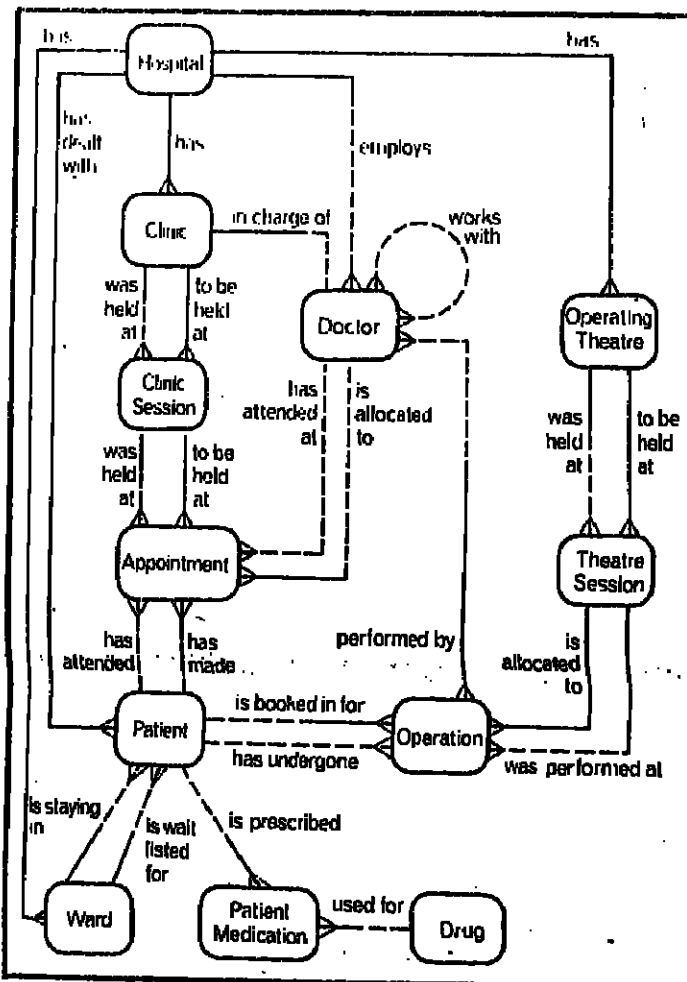 has
Hospital
has
has
dealt
with
has
employs
Clinic
in charge of
works
with
was
held
at
to be
held
at
Doctor
Operating
Theatre
Clinic
Session
has
attended
at
is
allocated
to
was
held
at
to be
held
at
was
held
at
to be
held
at
Appointment
Theatre
Session
has
attended
has
made
performed by
is
allocated
to
Patient
is booked in for
Operation
has undergone
was performed at
is staying
in
is wait
listed
for
is prescribed
Ward
Patient
Medication
used for
Drug